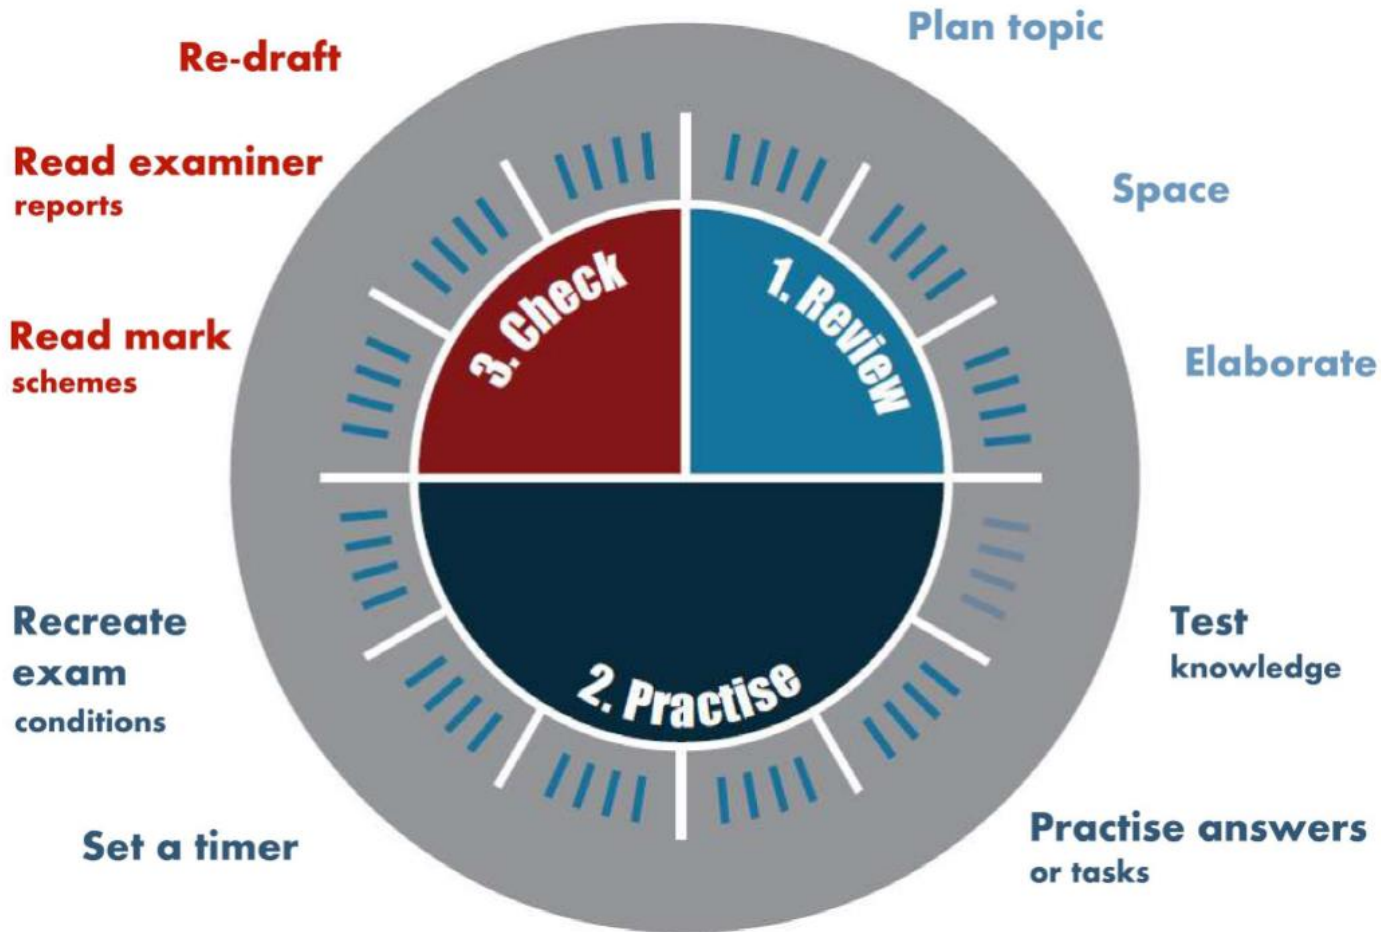 Plan topic
Space
Elaborate
Test
knowledge
Practise answers
or tasks
Set a timer
Recreate
exam
conditions
Read mark
schemes
Read examiner
reports
Re-draft
1. Review
2. Practise
3. Check